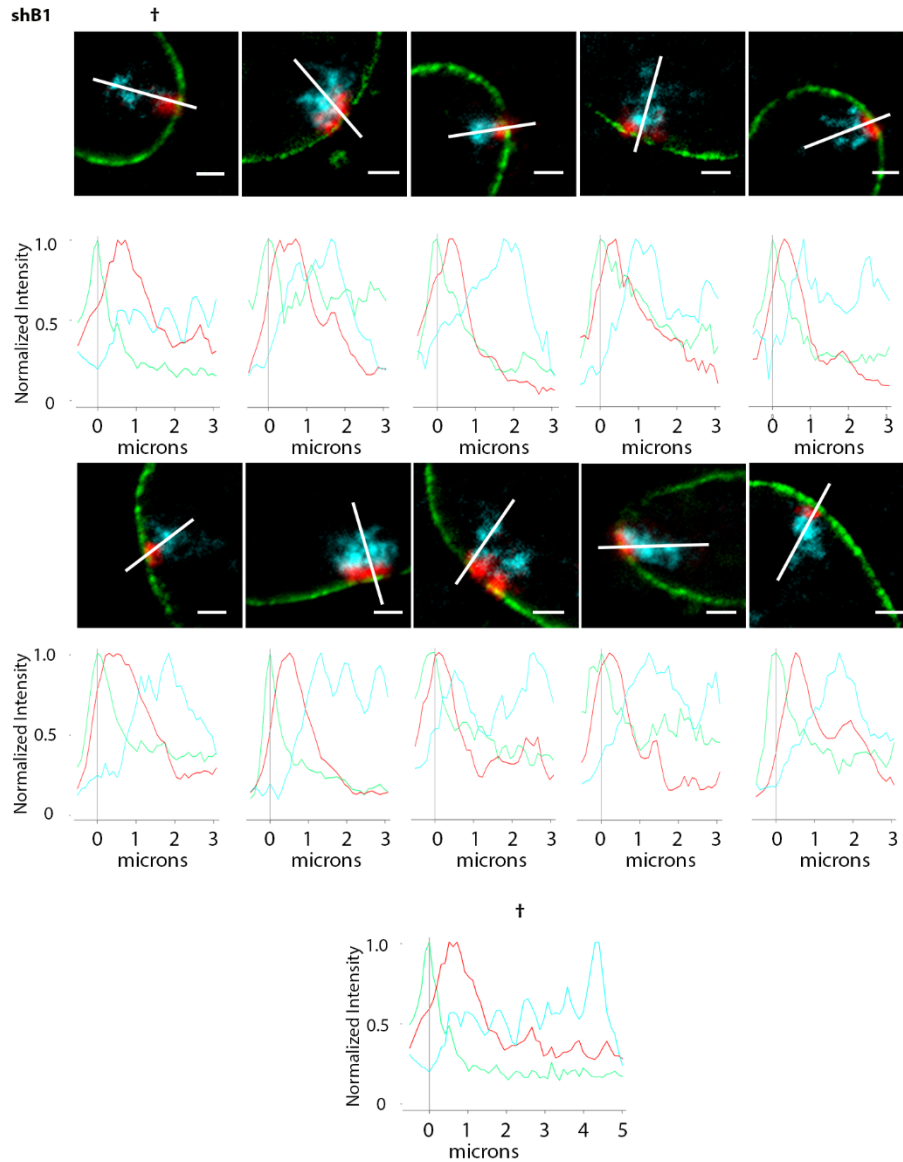 shB1 †
Normalized Intensity
1.0
0.5
0
0 1 2 3 0 1 2 3 0 1 2 3 0 1 2 3 0 1 2 3
microns microns microns microns microns
Normalized Intensity
1.0
0.5
0
0 1 2 3 0 1 2 3 0 1 2 3 0 1 2 3 0 1 2 3
microns microns microns microns microns
†
Normalized Intensity
1.0
0.5
0
0 1 2 3 4 5
microns